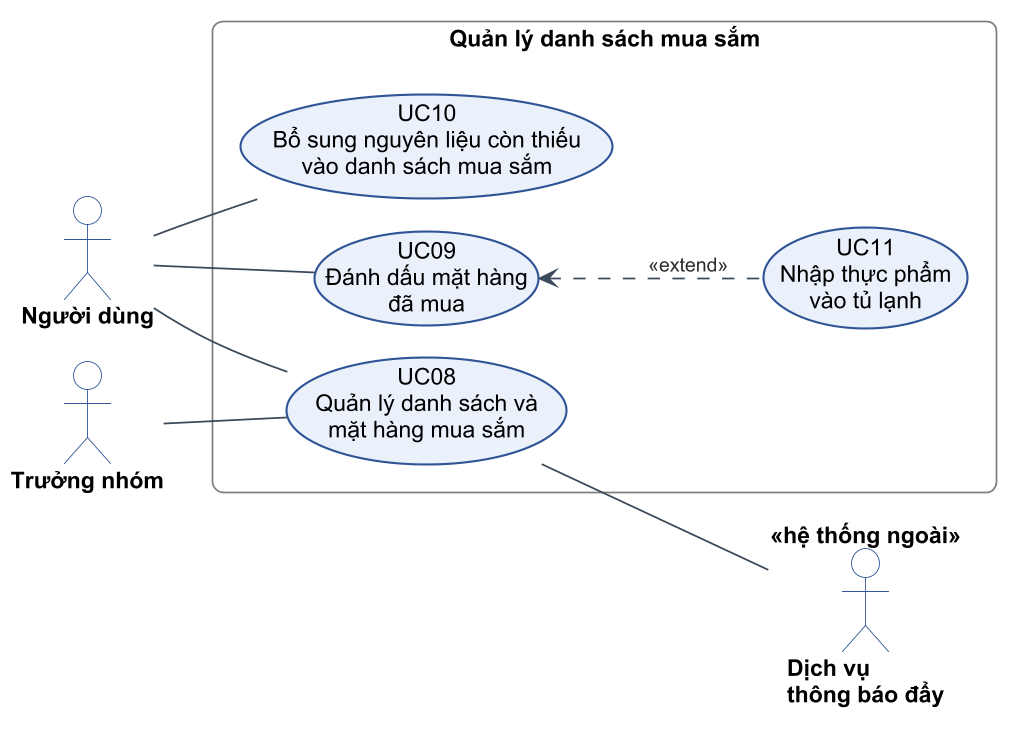 Quản lý danh sách mua sắm
UC10
Bổ sung nguyên liệu còn thiếu
vào danh sách mua sắm
UC09
Đánh dấu mặt hàng
đã mua
«extend»
UC11
Nhập thực phẩm
vào tủ lạnh
Người dùng
UC08
Quản lý danh sách và
mặt hàng mua sắm
Trưởng nhóm
«hệ thống ngoài»
Dịch vụ
thông báo đẩy